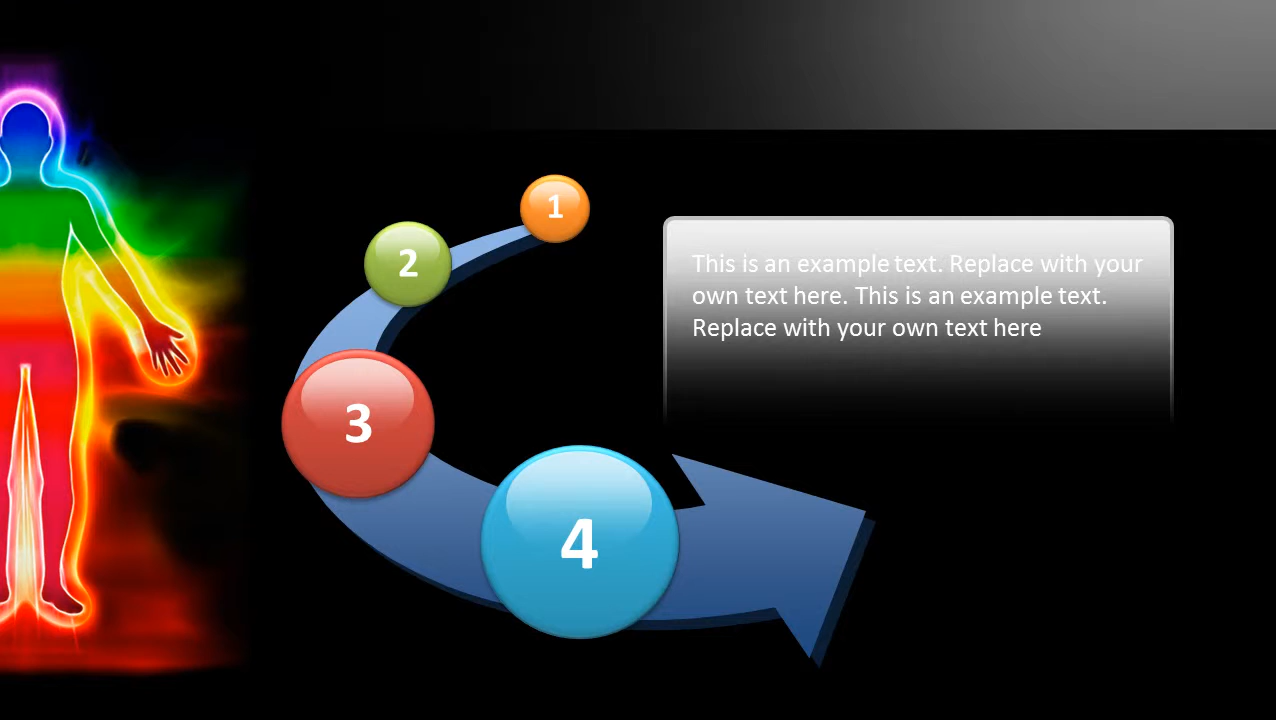 1
2
This is an example text. Replace with your
own text here. This is an example text.
Replace with your own text here
3
4